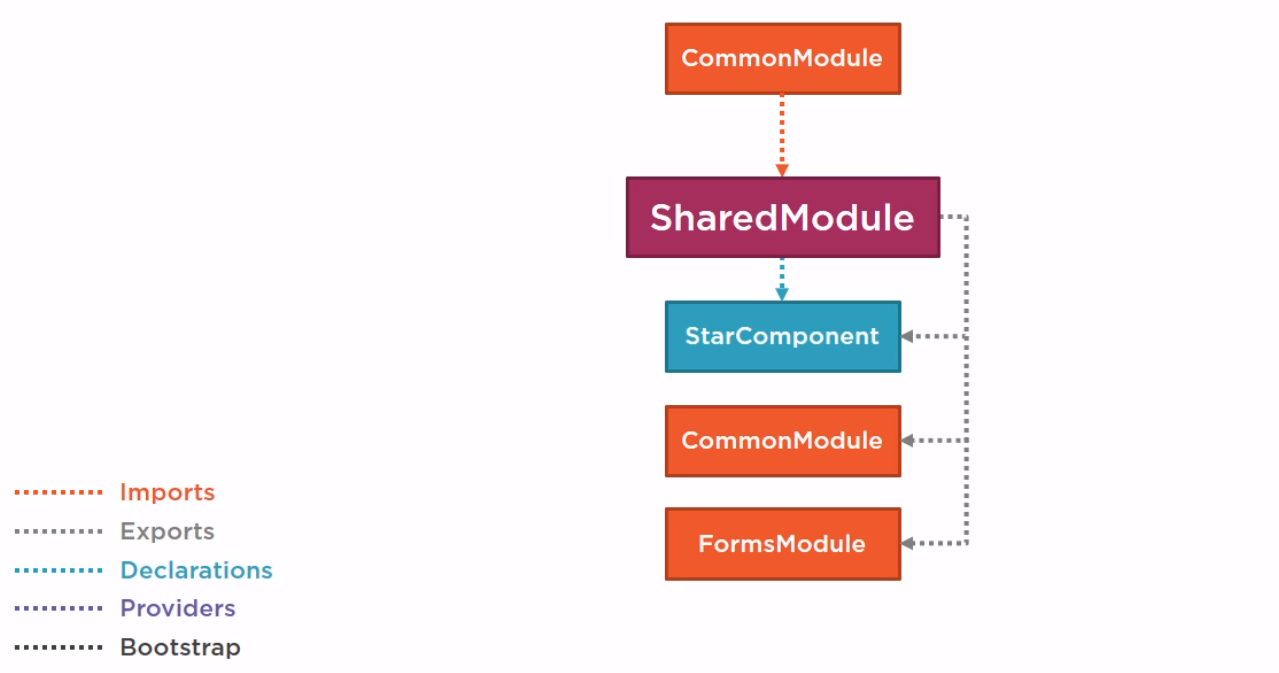 CommonModule
SharedModule
StarComponent
CommonModule
FormsModule
Imports
Exports
Declarations
Providers
Bootstrap